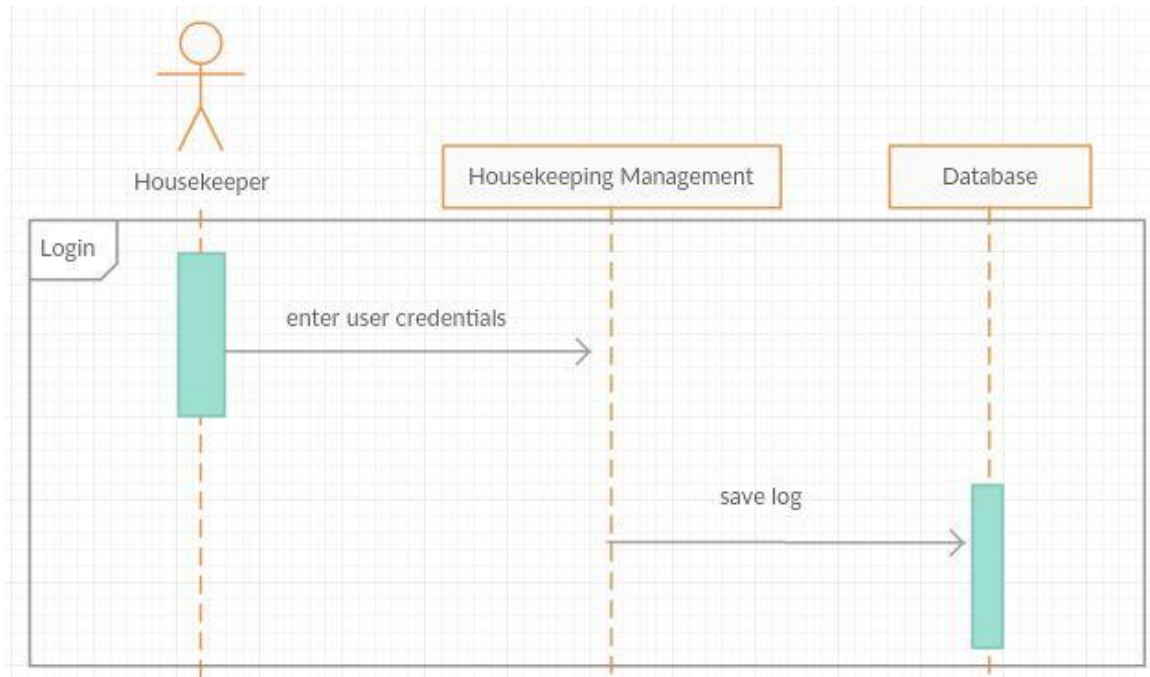 Housekeeper
Housekeeping Management
Database
Login
enter user credentials
save log